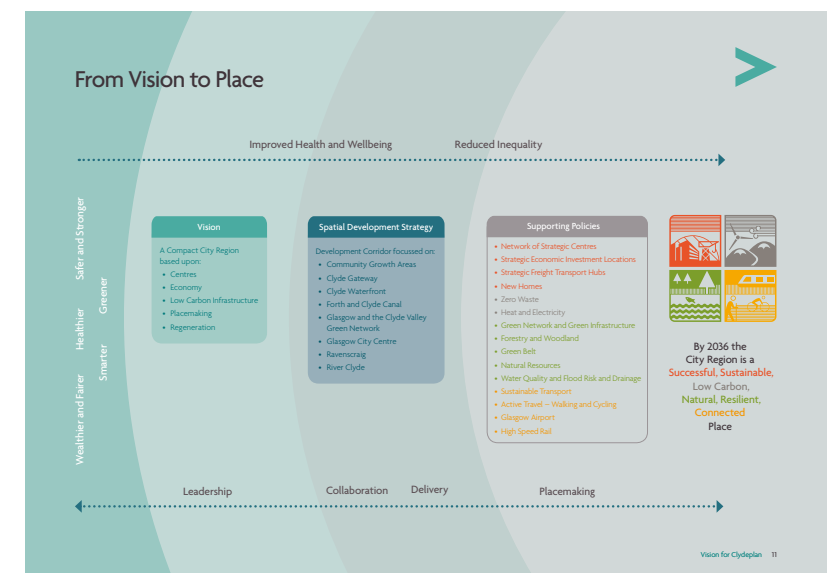 From Vision to Place
Improved Health and Wellbeing
Reduced Inequality
Safer and Stronger
Greener
Healthier
Smarter
Wealthier and Fairer
Vision
A Compact City Region
based upon:
• Centres
• Economy
• Low Carbon Infrastructure
• Placemaking
• Regeneration
Spatial Development Strategy
Development Corridor focussed on:
• Community Growth Areas
• Clyde Gateway
• Clyde Waterfront
• Forth and Clyde Canal
• Glasgow and the Clyde Valley
Green Network
• Glasgow City Centre
• Ravenscraig
• River Clyde
Supporting Policies
• Network of Strategic Centres
• Strategic Economic Investment Locations
• Strategic Freight Transport Hubs
• New Homes
• Zero Waste
• Heat and Electricity
• Green Network and Green Infrastructure
• Forestry and Woodland
• Green Belt
• Natural Resources
• Water Quality and Flood Risk and Drainage
• Sustainable Transport
• Active Travel – Walking and Cycling
• Glasgow Airport
• High Speed Rail
By 2036 the
City Region is a
Successful, Sustainable,
Low Carbon,
Natural, Resilient,
Connected
Place
Leadership
Collaboration
Delivery
Placemaking
Vision for Clydeplan 11